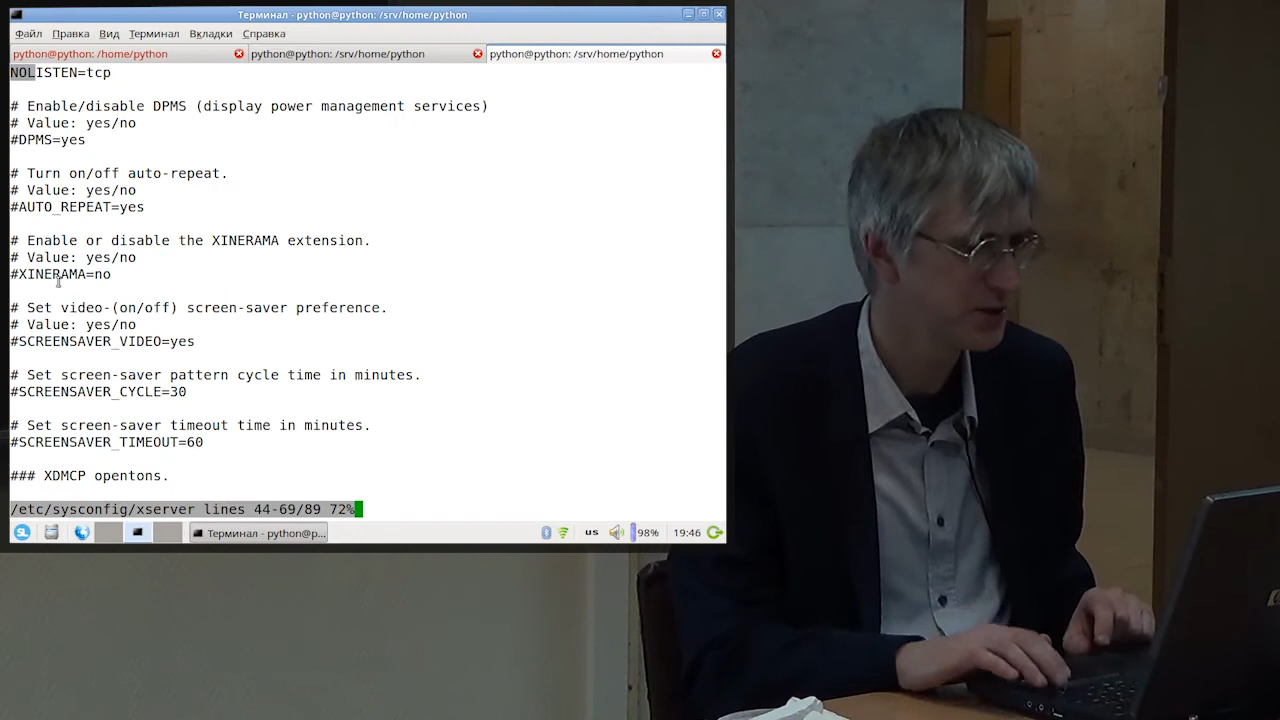 Терминал - python@python: /srv/home/python
Файл Правка Вид Терминал Вкладки Справка
python@python: /home/python python@python: /srv/home/python python@python: /srv/home/python
NOLISTEN=tcp
# Enable/disable DPMS (display power management services)
# Value: yes/no
#DPMS=yes
# Turn on/off auto-repeat.
# Value: yes/no
#AUTO_REPEAT=yes
# Enable or disable the XINERAMA extension.
# Value: yes/no
#XINERAMA=no
# Set video-(on/off) screen-saver preference.
# Value: yes/no
#SCREENSAVER_VIDEO=yes
# Set screen-saver pattern cycle time in minutes.
#SCREENSAVER_CYCLE=30
# Set screen-saver timeout time in minutes.
#SCREENSAVER_TIMEOUT=60
### XDMCP opentons.
/etc/sysconfig/xserver lines 44-69/89 72%
Терминал - python@p... us 98% 19:46